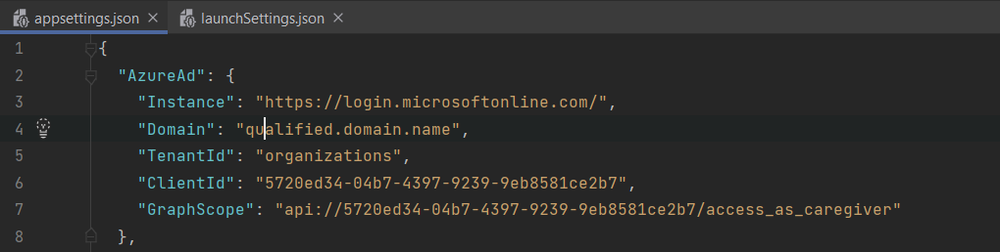 appsettings.json × launchSettings.json ×
1 {
2 "AzureAd": {
3 "Instance": "https://login.microsoftonline.com/",
4 "Domain": "qualified.domain.name",
5 "TenantId": "organizations",
6 "ClientId": "5720ed34-04b7-4397-9239-9eb8581ce2b7",
7 "GraphScope": "api://5720ed34-04b7-4397-9239-9eb8581ce2b7/access_as_caregiver"
8 },